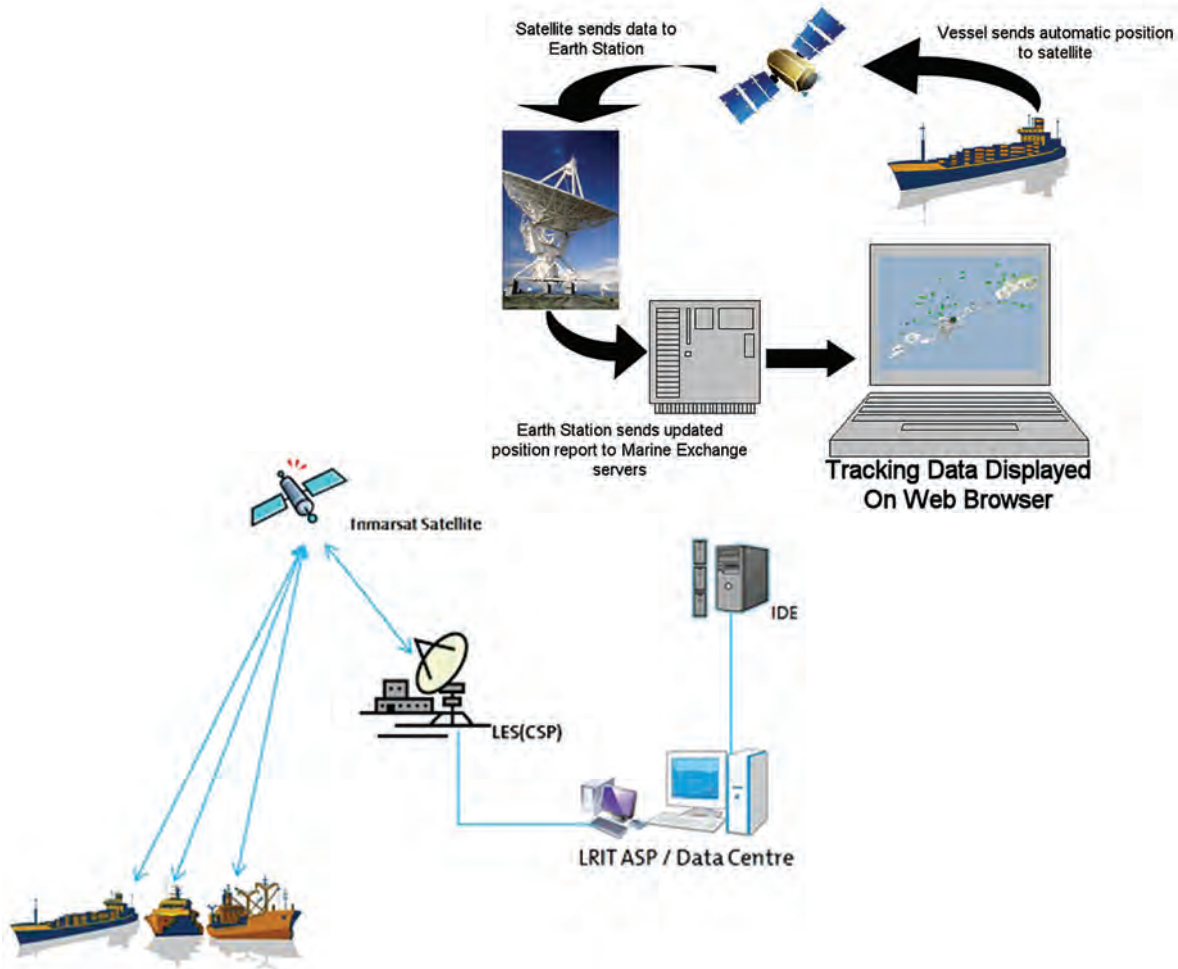 Satellite sends data to
Earth Station
Vessel sends automatic position
to satellite
Earth Station sends updated
position report to Marine Exchange
servers
Tracking Data Displayed
On Web Browser
Inmarsat Satellite
IDE
LES(CSP)
LRIT ASP / Data Centre